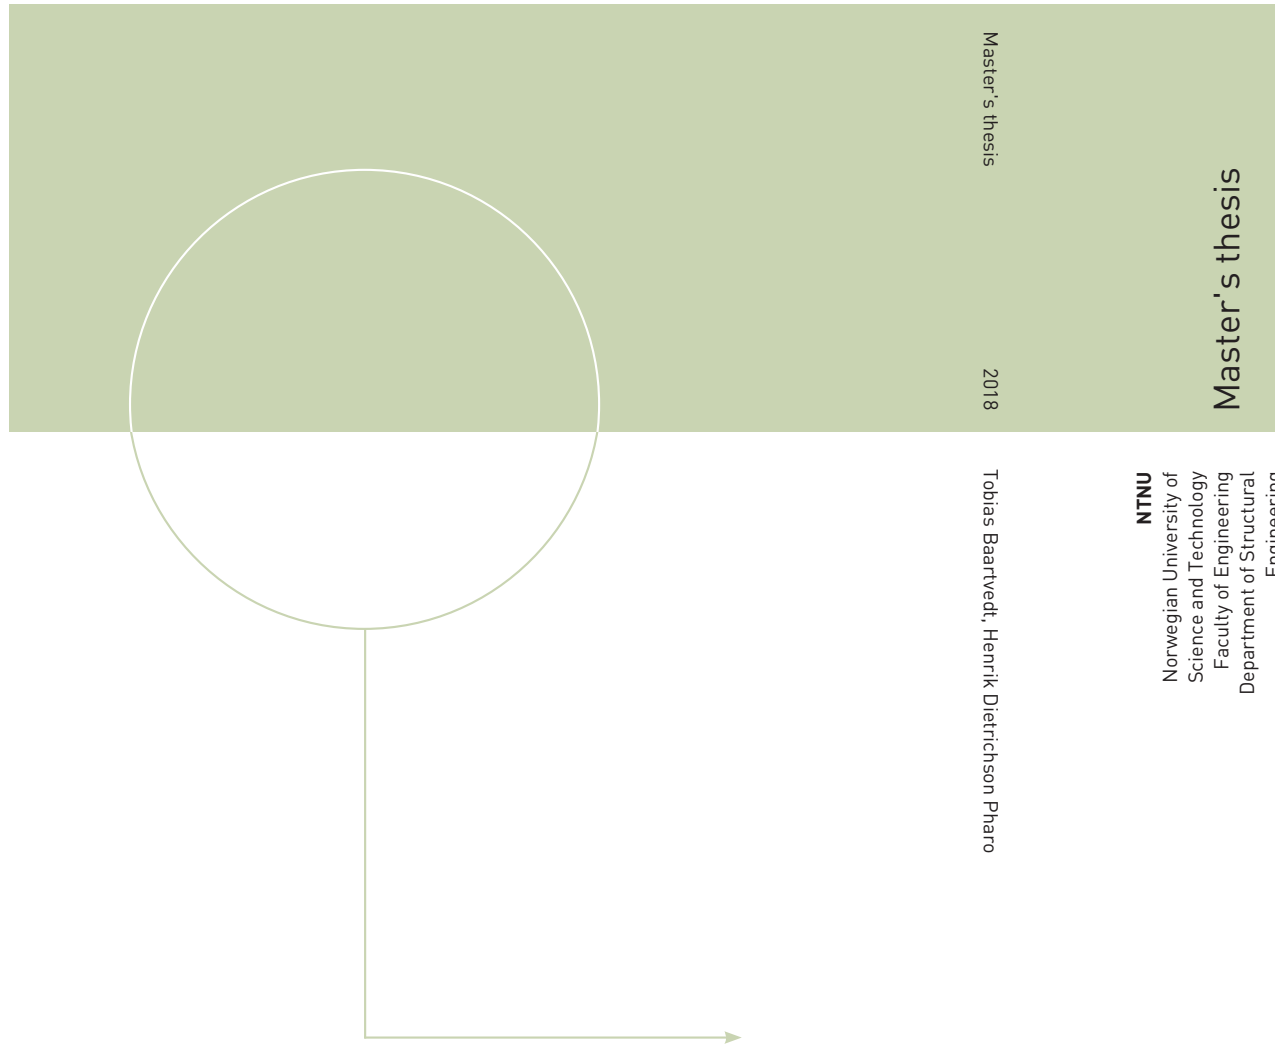 Master's thesis
2018
Tobias Baartvedt, Henrik Dietrichson Pharo
Master's thesis
NTNU
Norwegian University of
Science and Technology
Faculty of Engineering
Department of Structural
Engineering